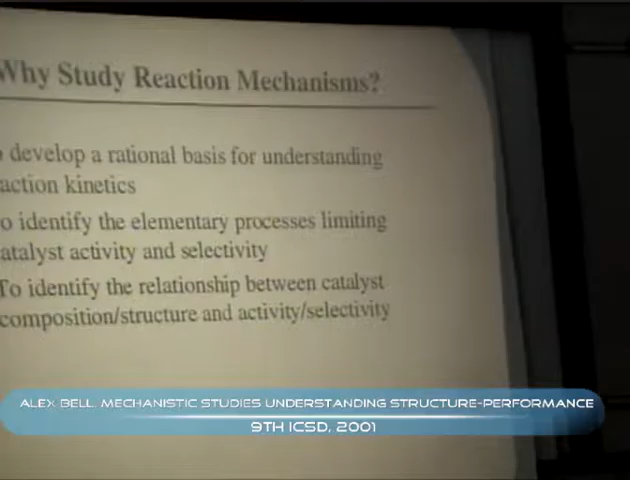 Why Study Reaction Mechanisms?
o develop a rational basis for understanding
action kinetics
o identify the elementary processes limiting
atalyst activity and selectivity
To identify the relationship between catalyst
composition/structure and activity/selectivity
ALEX BELL. MECHANISTIC STUDIES UNDERSTANDING STRUCTURE-PERFORMANCE
9TH ICSD, 2001